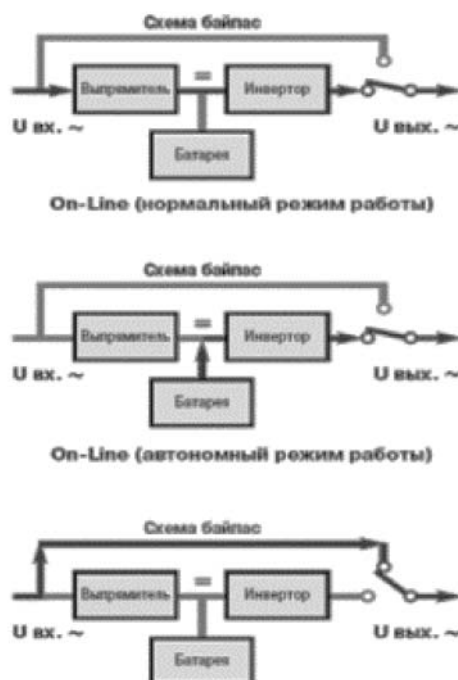 Схема байпас
Выпрямитель = Инвертор
U вх. ~ U вых. ~
Батарея
On-Line (нормальный режим работы)
Схема байпас
Выпрямитель = Инвертор
U вх. ~ U вых. ~
Батарея
On-Line (автономный режим работы)
Схема байпас
Выпрямитель = Инвертор
U вх. ~ U вых. ~
Батарея